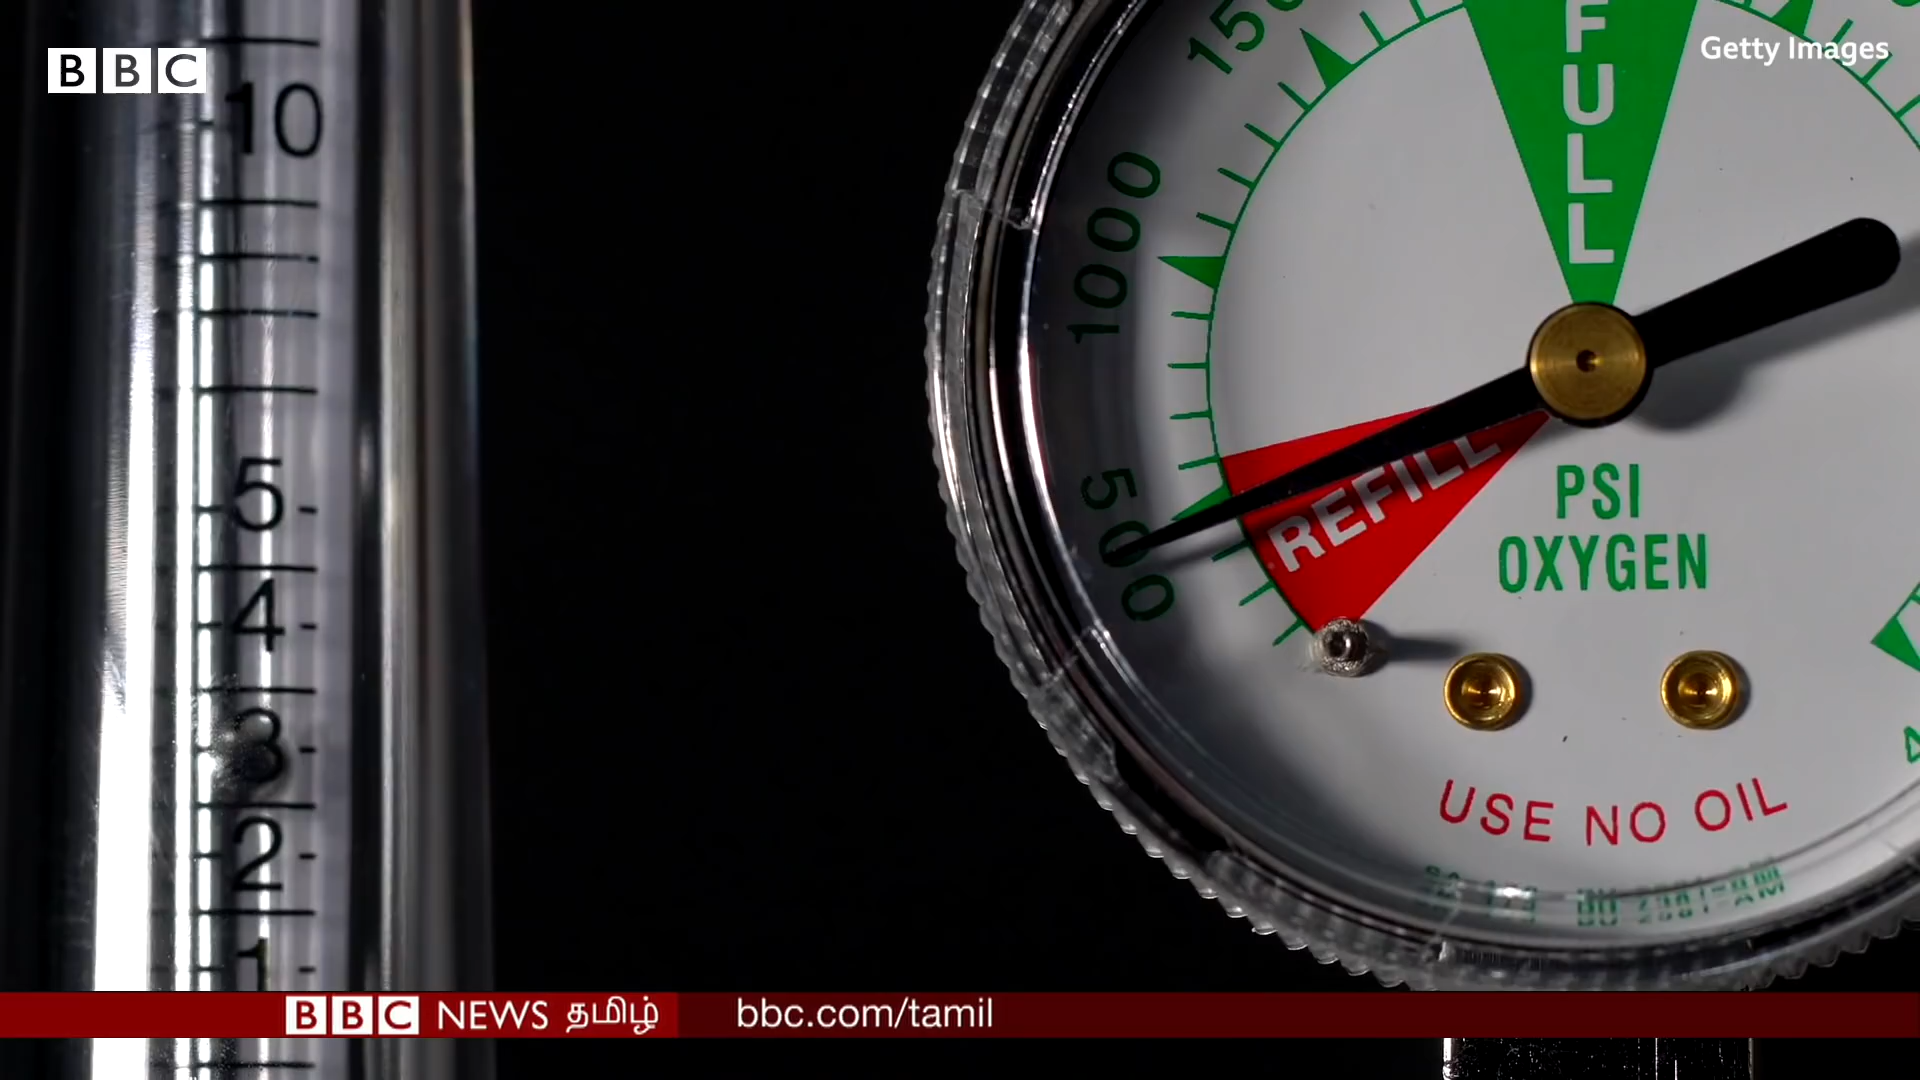 BBC
Getty Images
10
5
4
3
2
1
1000
500
FULL
REFILL
PSI
OXYGEN
USE NO OIL
BBC NEWS தமிழ்
bbc.com/tamil